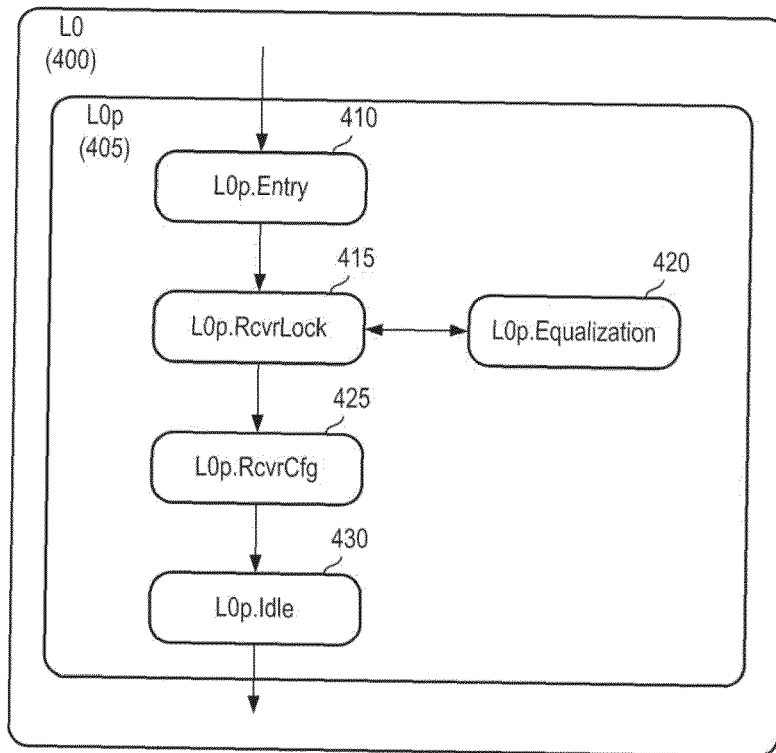 L0
(400)
L0p
(405)
410
L0p.Entry
415
L0p.RcvrLock
420
L0p.Equalization
425
L0p.RcvrCfg
430
L0p.Idle